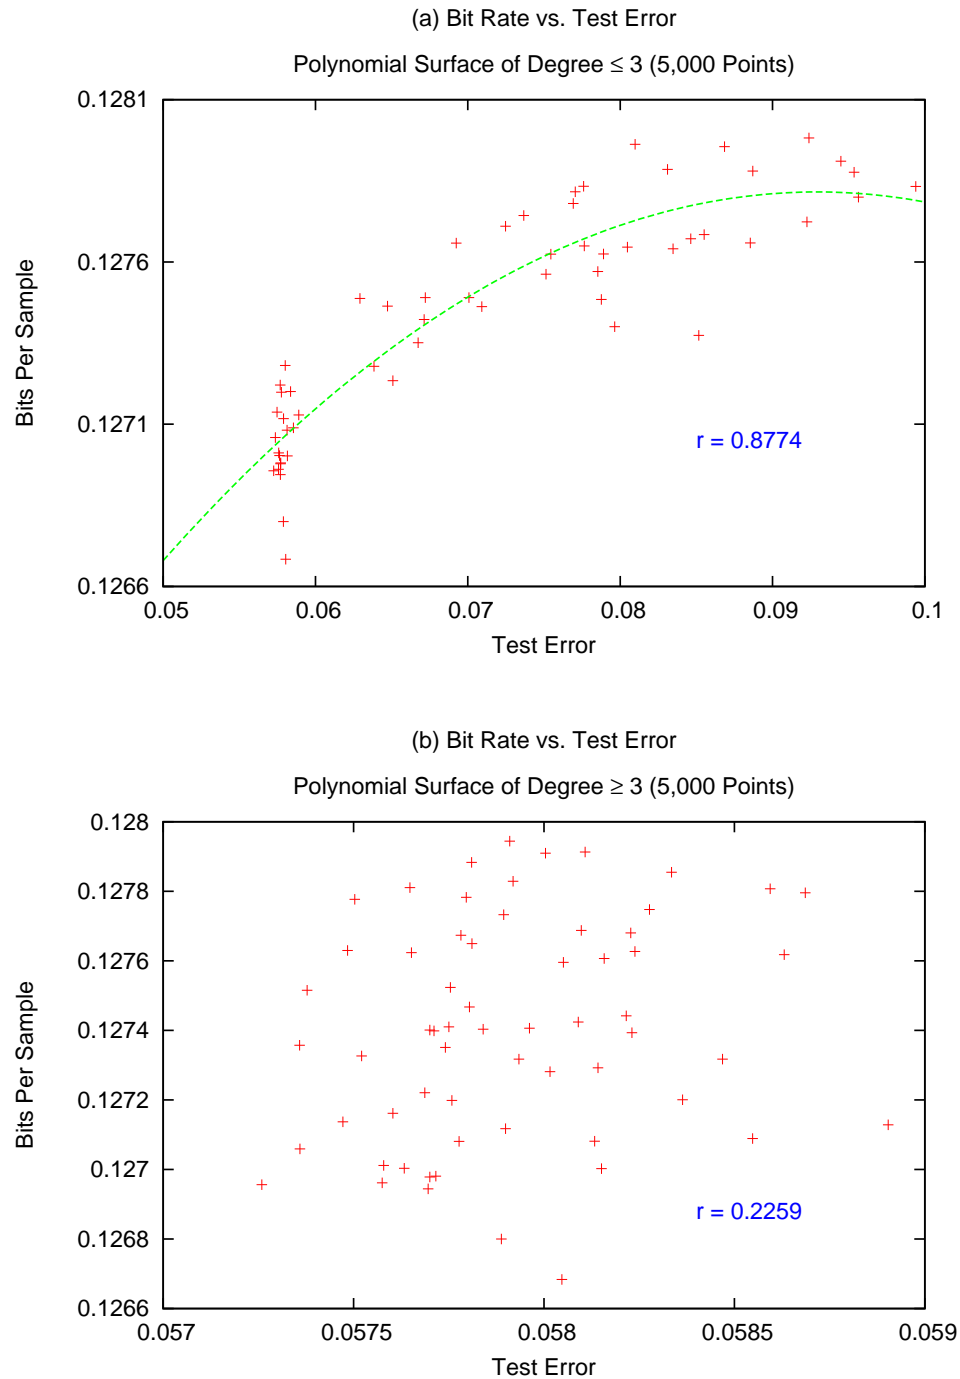 (a) Bit Rate vs. Test Error
Polynomial Surface of Degree ≤ 3 (5,000 Points)
0.1281
0.1276
0.1271
0.1266
Bits Per Sample
r = 0.8774
0.05 0.06 0.07 0.08 0.09 0.1
Test Error
(b) Bit Rate vs. Test Error
Polynomial Surface of Degree ≥ 3 (5,000 Points)
0.128
0.1278
0.1276
0.1274
0.1272
0.127
0.1268
0.1266
Bits Per Sample
r = 0.2259
0.057 0.0575 0.058 0.0585 0.059
Test Error